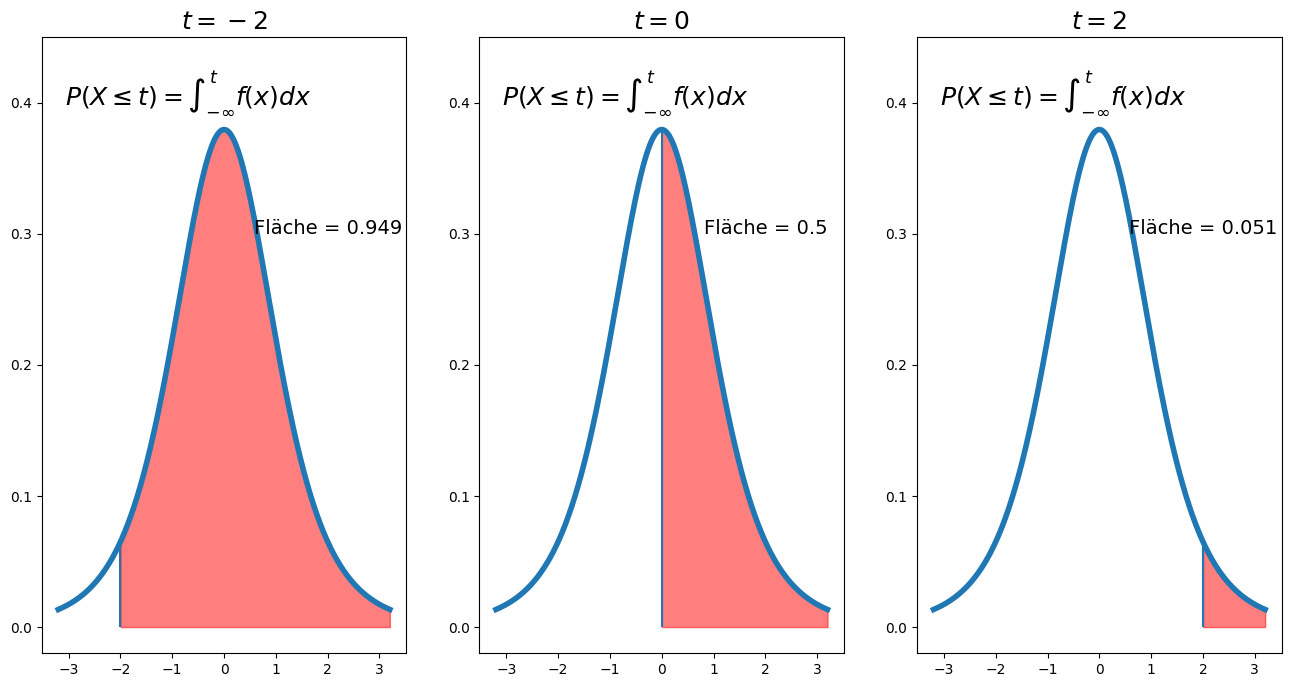 t = −2
P(X ≤ t) = ∫_{−∞}^{t} f(x)dx
Fläche = 0.949
0.4
0.3
0.2
0.1
0.0
−3 −2 −1 0 1 2 3
t = 0
P(X ≤ t) = ∫_{−∞}^{t} f(x)dx
Fläche = 0.5
0.4
0.3
0.2
0.1
0.0
−3 −2 −1 0 1 2 3
t = 2
P(X ≤ t) = ∫_{−∞}^{t} f(x)dx
Fläche = 0.051
0.4
0.3
0.2
0.1
0.0
−3 −2 −1 0 1 2 3